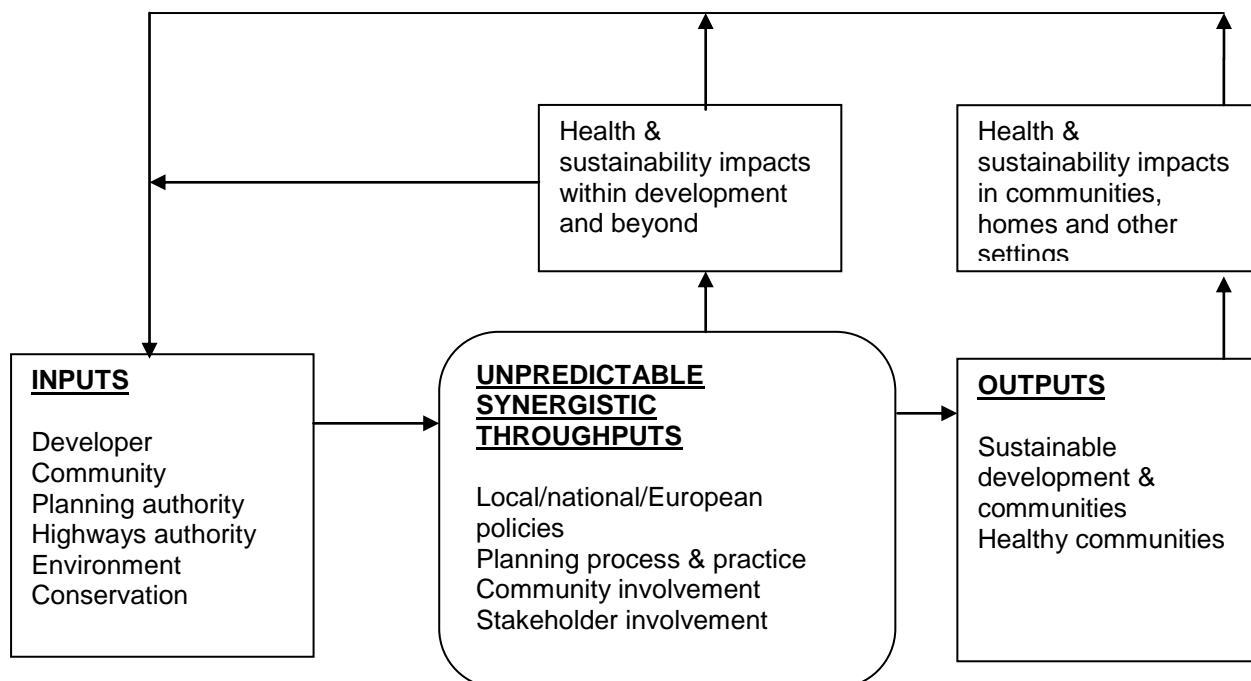 Health &
sustainability impacts
within development
and beyond
Health &
sustainability impacts
in communities,
homes and other
settings
INPUTS
Developer
Community
Planning authority
Highways authority
Environment
Conservation
UNPREDICTABLE
SYNERGISTIC
THROUGHPUTS
Local/national/European
policies
Planning process & practice
Community involvement
Stakeholder involvement
OUTPUTS
Sustainable
development &
communities
Healthy communities